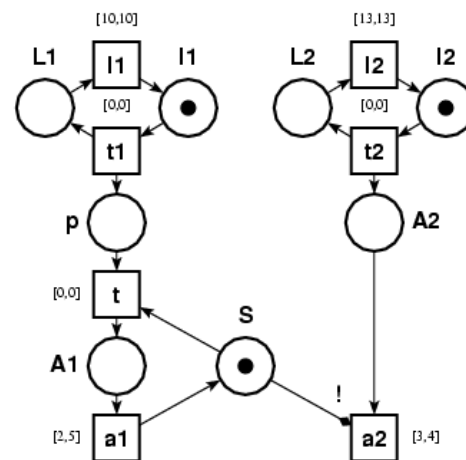 [10,10] [13,13]
L1 l1 I1 L2 l2 I2
[0,0] [0,0]
t1 t2
p A2
[0,0] t S
A1 !
[2,5] a1 a2 [3,4]